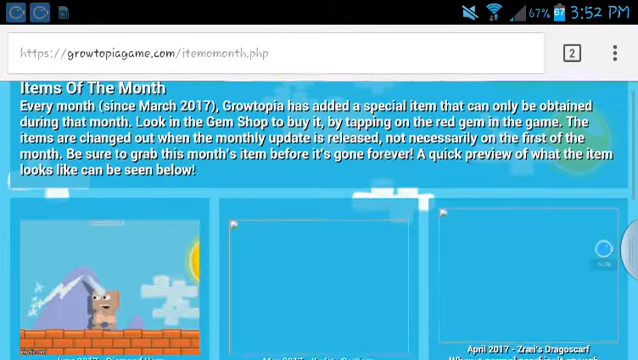 67%
67
3:52 PM
https://growtopiagame.com/itemomonth.php
2
Items Of The Month
Every month (since March 2017), Growtopia has added a special item that can only be obtained
during that month. Look in the Gem Shop to buy it, by tapping on the red gem in the game. The
items are changed out when the monthly update is released, not necessarily on the first of the
month. Be sure to grab this month's item before it's gone forever! A quick preview of what the item
looks like can be seen below!
April 2017 - Zraei's Dragoscarf